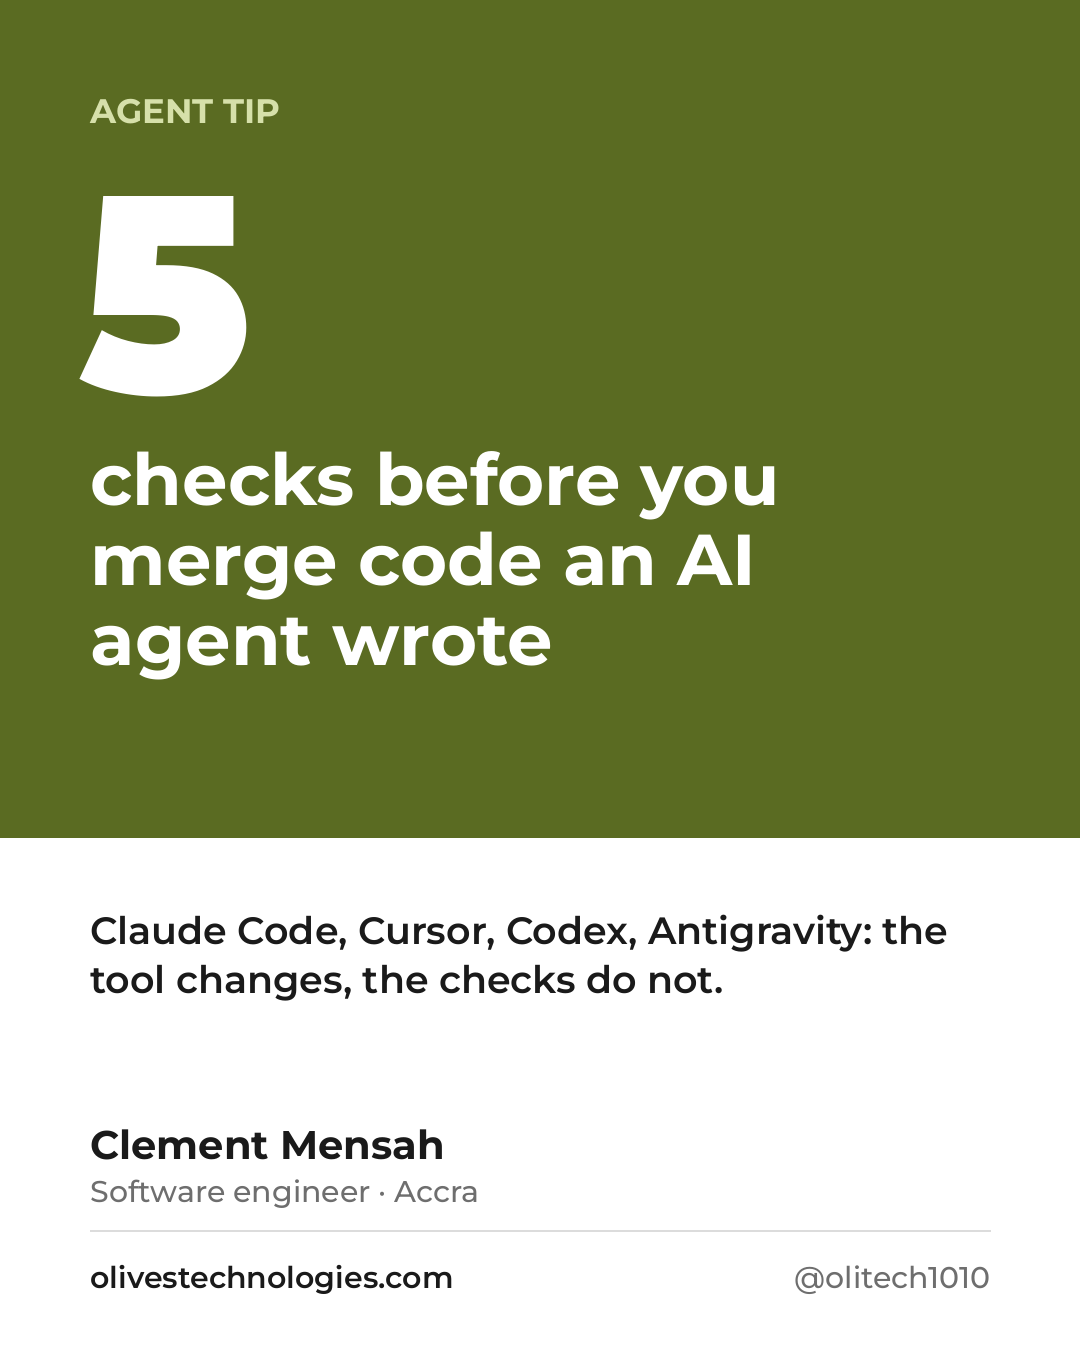 AGENT TIP
5
checks before you
merge code an AI
agent wrote
Claude Code, Cursor, Codex, Antigravity: the
tool changes, the checks do not.
Clement Mensah
Software engineer · Accra
olivestechnologies.com
@olitech1010